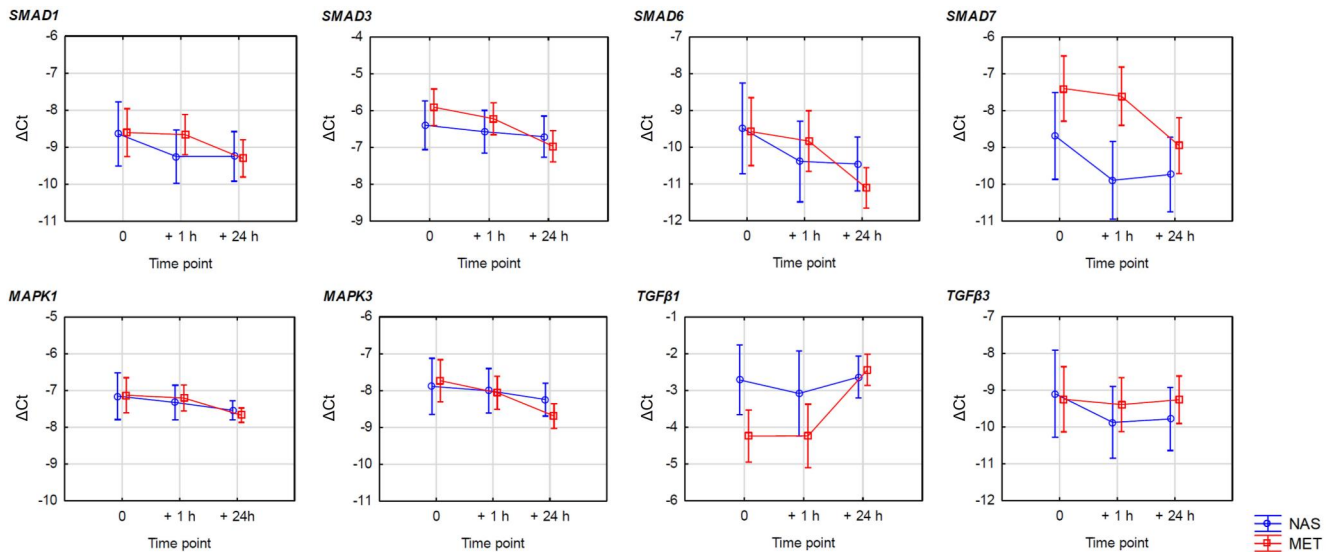 SMAD1
SMAD3
SMAD6
SMAD7
-6
-7
-8
-9
-10
-11
ΔCt
0
+ 1 h
+ 24 h
Time point
-4
-5
-6
-7
-8
-9
ΔCt
0
+ 1 h
+ 24 h
Time point
-7
-8
-9
-10
-11
-12
ΔCt
0
+ 1 h
+ 24 h
Time point
-6
-7
-8
-9
-10
-11
ΔCt
0
+ 1 h
+ 24 h
Time point
MAPK1
MAPK3
TGFβ1
TGFβ3
-5
-6
-7
-8
-9
-10
ΔCt
0
+ 1 h
+ 24h
Time point
-6
-7
-8
-9
-10
-11
ΔCt
0
+ 1 h
+ 24 h
Time point
-1
-2
-3
-4
-5
-6
ΔCt
0
+ 1 h
+ 24 h
Time point
-7
-8
-9
-10
-11
-12
ΔCt
0
+ 1 h
+ 24 h
Time point
NAS
MET